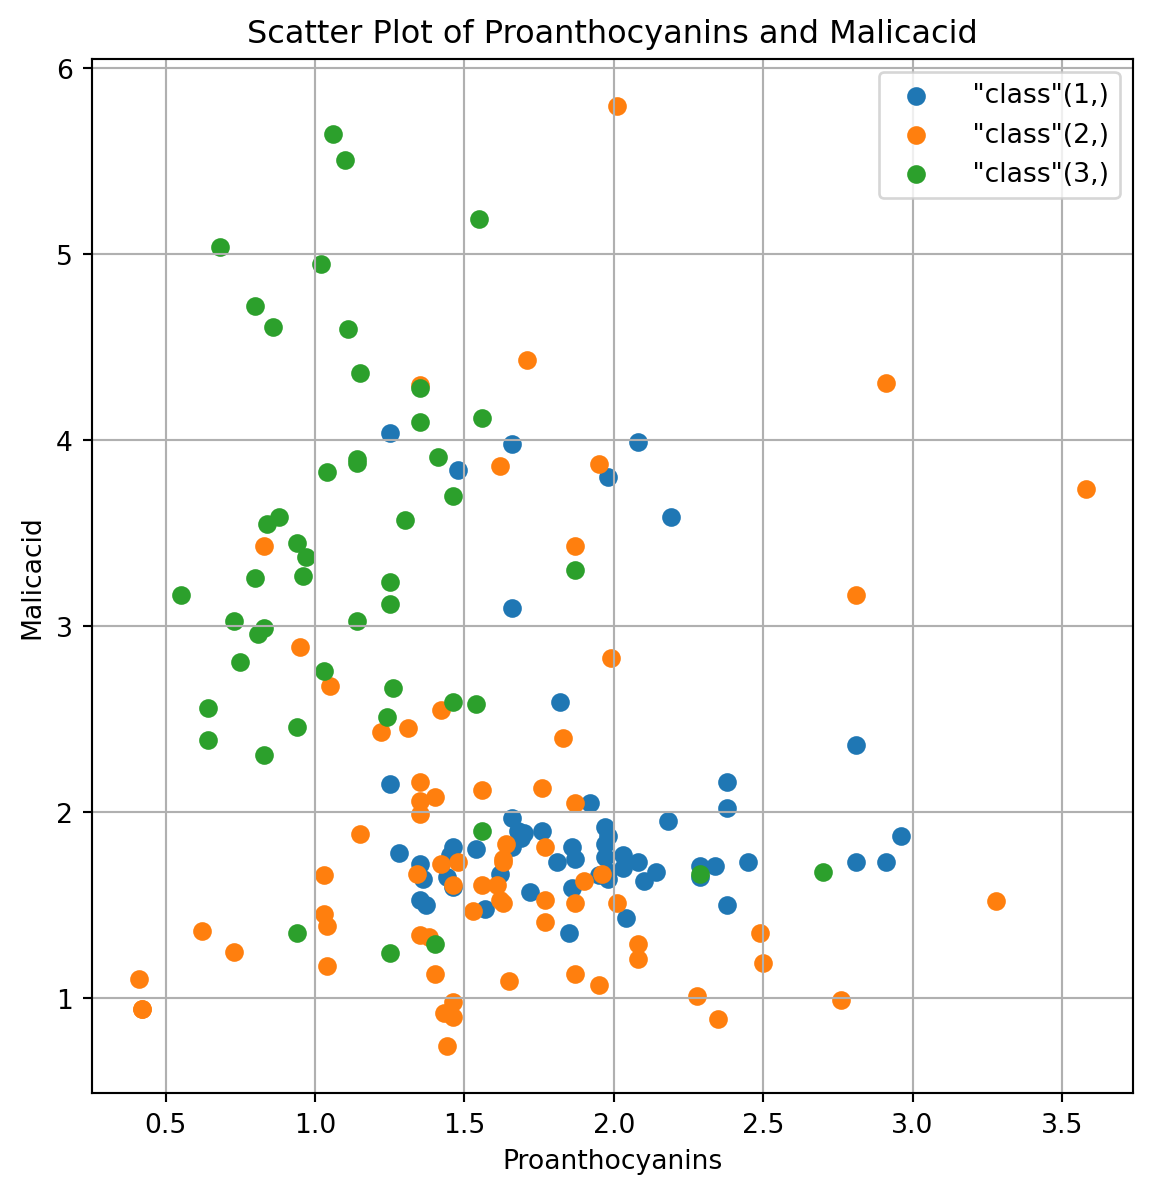 Scatter Plot of Proanthocyanins and Malicacid
"class"(1,)
"class"(2,)
"class"(3,)
6
5
4
3
2
1
Malicacid
0.5 1.0 1.5 2.0 2.5 3.0 3.5
Proanthocyanins